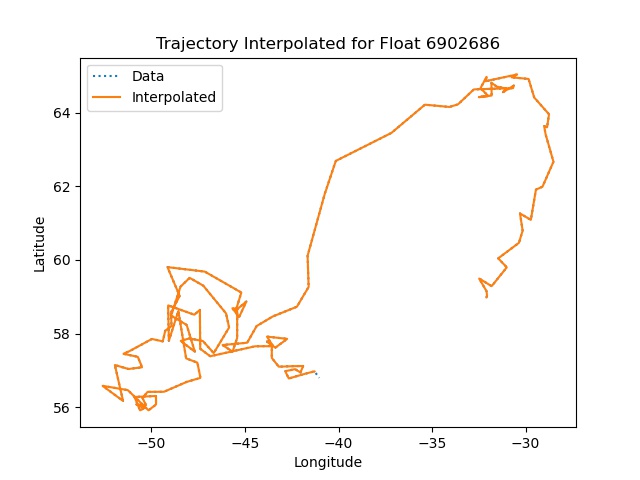 Trajectory Interpolated for Float 6902686
Data
Interpolated
64
62
60
58
56
Latitude
−50 −45 −40 −35 −30
Longitude